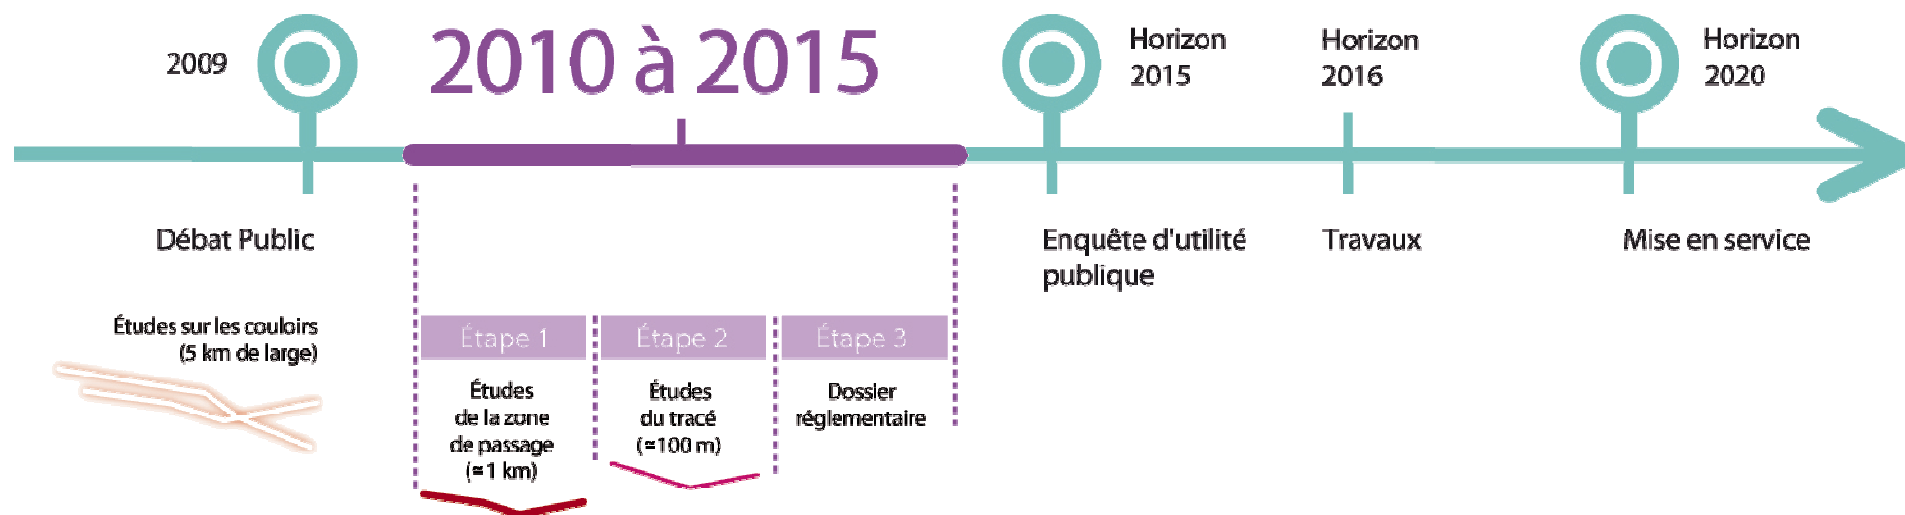 2009
2010 à 2015
Horizon
2015
Horizon
2016
Horizon
2020
Débat Public
Enquête d'utilité
publique
Travaux
Mise en service
Études sur les couloirs
(5 km de large)
Étape 1
Étape 2
Étape 3
Études
de la zone
de passage
(≃1 km)
Études
du tracé
(≃100 m)
Dossier
réglementaire